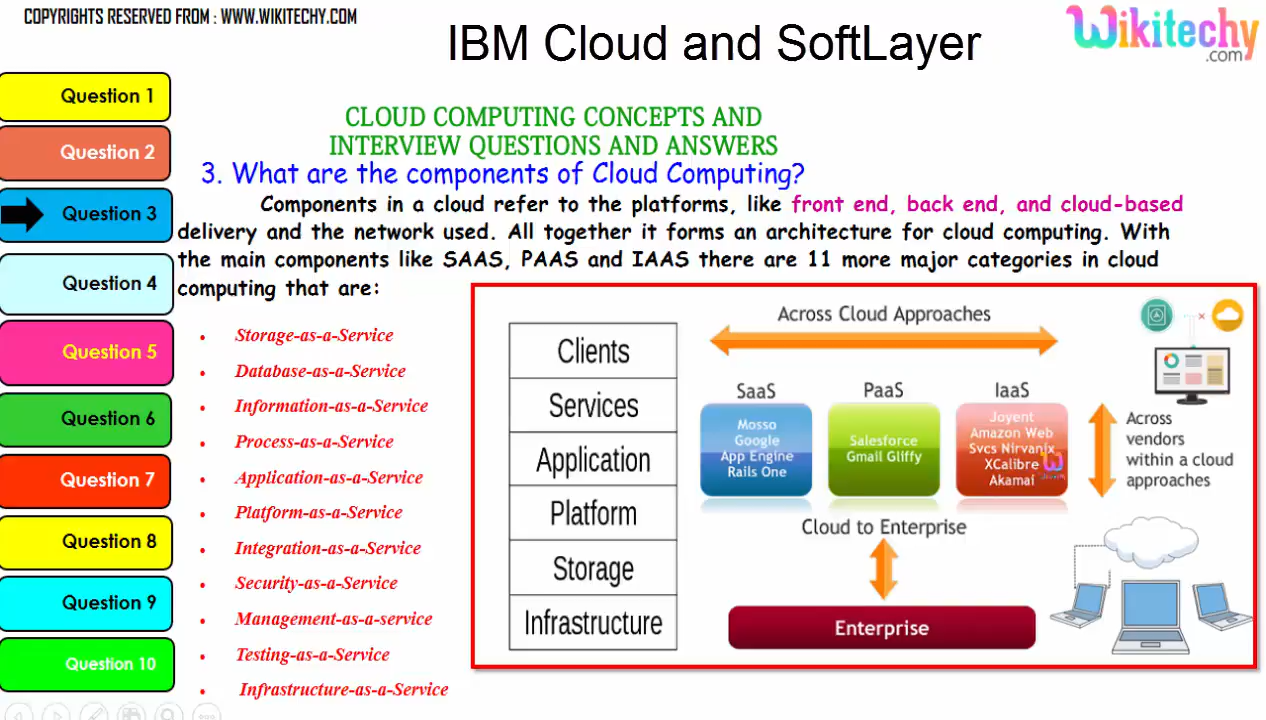 COPYRIGHTS RESERVED FROM : WWW.WIKITECHY.COM
IBM Cloud and SoftLayer
Wikitechy
.com
Question 1
Question 2
Question 3
Question 4
Question 5
Question 6
Question 7
Question 8
Question 9
Question 10
CLOUD COMPUTING CONCEPTS AND
INTERVIEW QUESTIONS AND ANSWERS
3. What are the components of Cloud Computing?
Components in a cloud refer to the platforms, like front end, back end, and cloud-based
delivery and the network used. All together it forms an architecture for cloud computing. With
the main components like SAAS, PAAS and IAAS there are 11 more major categories in cloud
computing that are:
• Storage-as-a-Service
• Database-as-a-Service
• Information-as-a-Service
• Process-as-a-Service
• Application-as-a-Service
• Platform-as-a-Service
• Integration-as-a-Service
• Security-as-a-Service
• Management-as-a-service
• Testing-as-a-Service
• Infrastructure-as-a-Service
Clients
Services
Application
Platform
Storage
Infrastructure
Across Cloud Approaches
SaaS
Mosso
Google
App Engine
Rails One
PaaS
Salesforce
Gmail Gliffy
IaaS
Joyent
Amazon Web
Svcs Nirvanix
XCalibre
Akamai
Across
vendors
within a cloud
approaches
Cloud to Enterprise
Enterprise